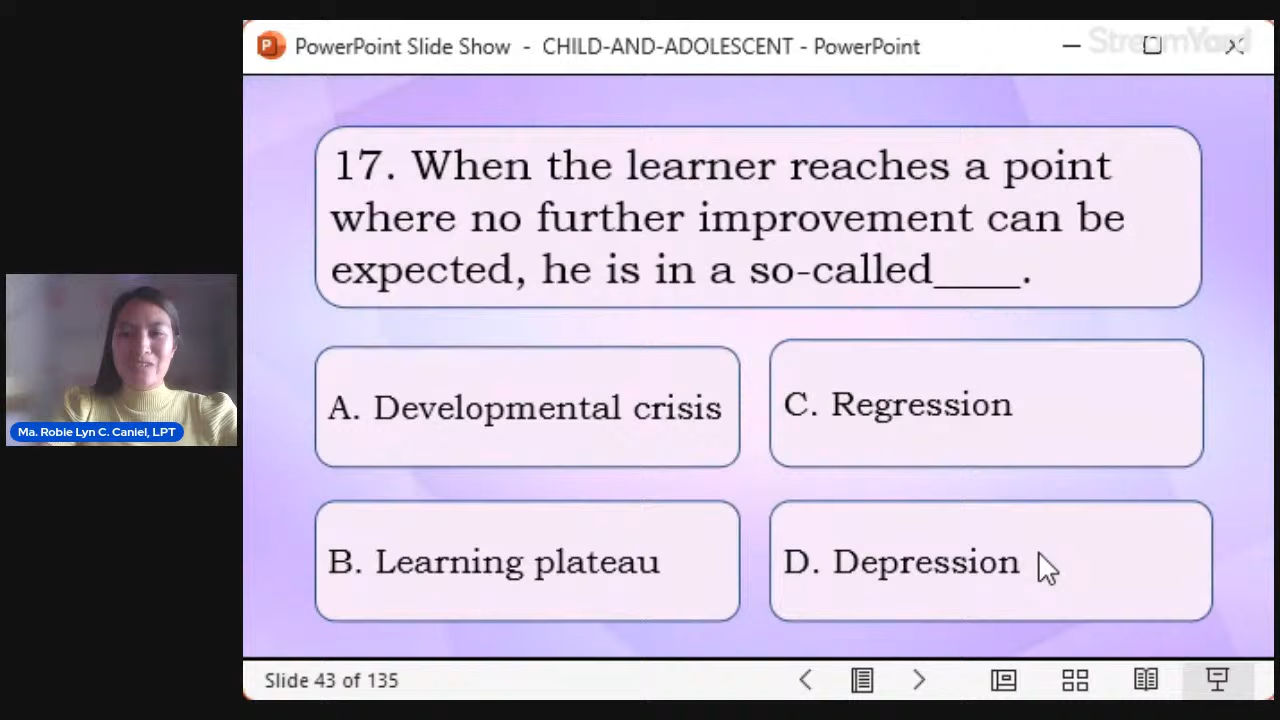 PowerPoint Slide Show - CHILD-AND-ADOLESCENT - PowerPoint
StreamYard
17. When the learner reaches a point
where no further improvement can be
expected, he is in a so-called____.
A. Developmental crisis
C. Regression
B. Learning plateau
D. Depression
Ma. Robie Lyn C. Caniel, LPT
Slide 43 of 135